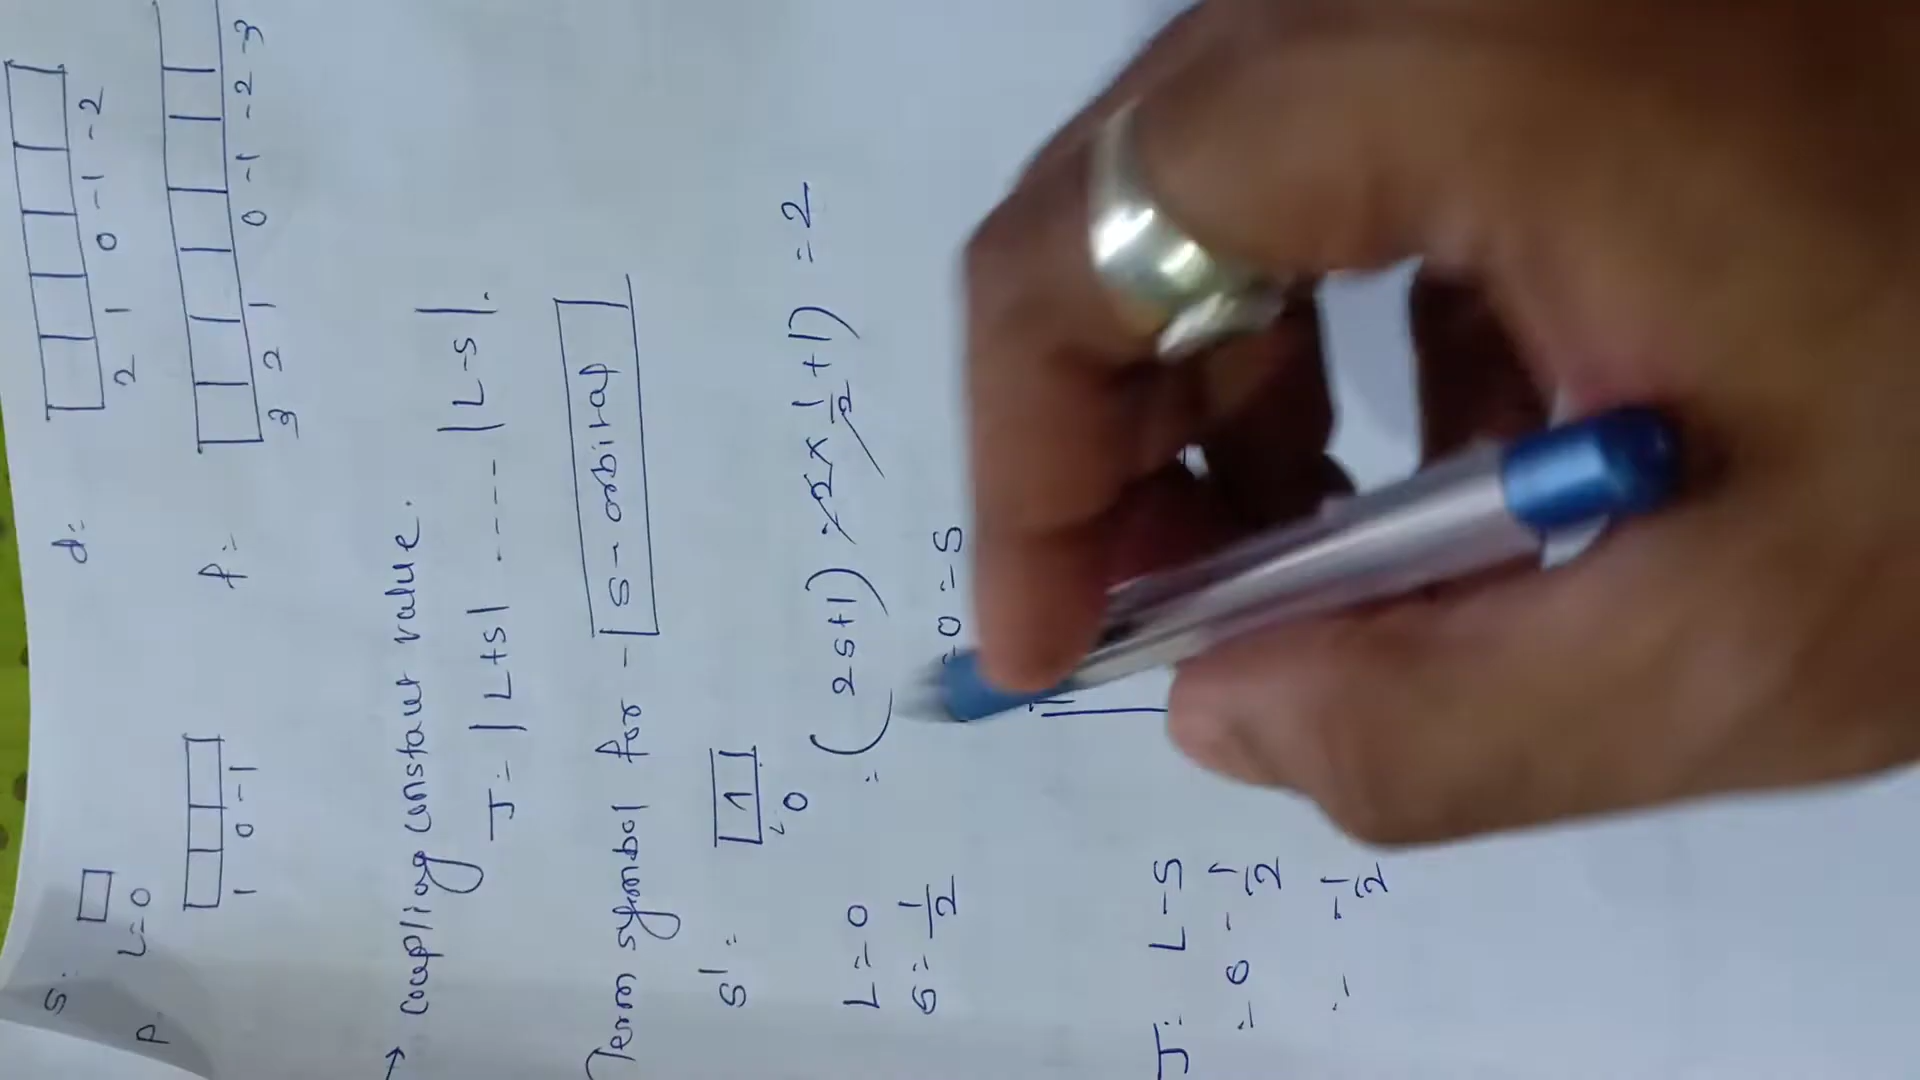 S: L=0
P: 1 0 -1
d= 2 1 0 -1 -2
f= 3 2 1 0 -1 -2 -3
→ coupling constant value.
J= |L+s| ---- |L-s|.
Term symbol for - s-orbital
s¹ = 1
0
L=0 = (2s+1) = 2x1/2+1) = 2
S=1/2 0=S
J= L-S
= 0-1/2
= -1/2